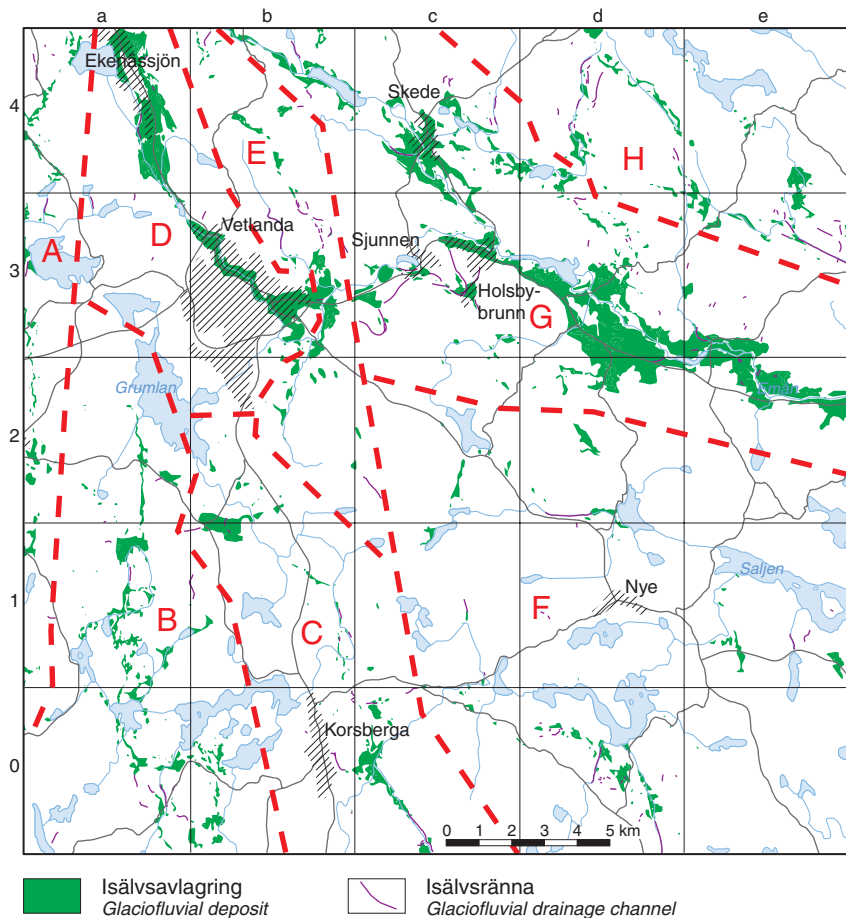 a b c d e
Ekenässjön
4
Skede
E
H
Vetlanda
D
Sjunnen
A
3
Holsby-
brunn
G
Grumlan
Emån
2
Saljen
Nye
1
B
F
C
Korsberga
0
0 1 2 3 4 5 km
Isälvsavlagring
Glaciofluvial deposit
Isälvsränna
Glaciofluvial drainage channel